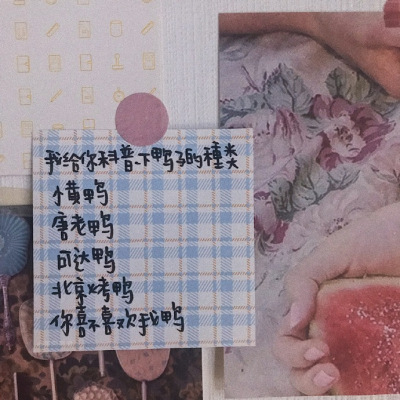 我给你科普一下鸭子的種类
小黄鸭
唐老鸭
可达鸭
北京烤鸭
你喜不喜欢我鸭